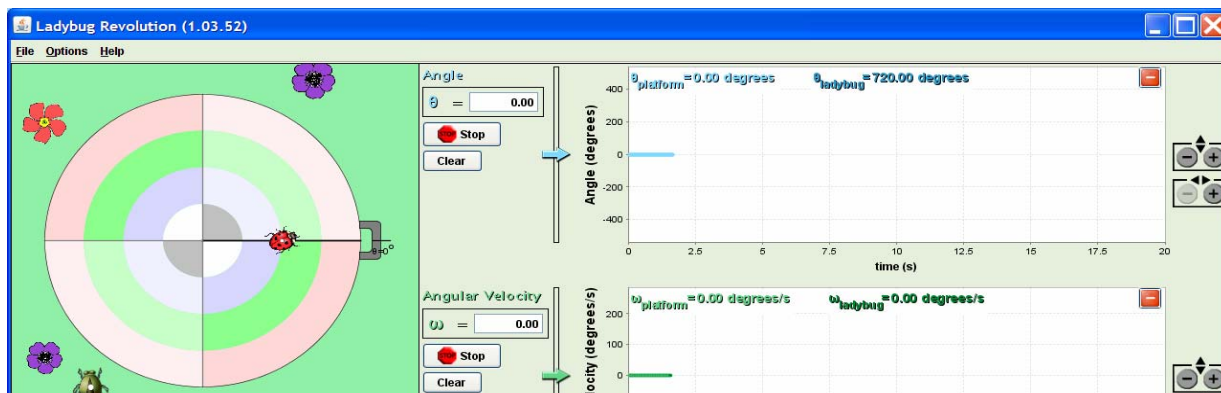 Ladybug Revolution (1.03.52)
File Options Help
Angle
θ = 0.00
Stop
Clear
θplatform=0.00 degrees θladybug=720.00 degrees
Angle (degrees)
400
200
0
-200
-400
0 2.5 5 7.5 10 12.5 15 17.5 20
time (s)
θ=0°
Angular Velocity
ω = 0.00
STOP Stop
Clear
ωplatform=0.00 degrees/s ωladybug=0.00 degrees/s
locity (degrees/s)
200
100
0